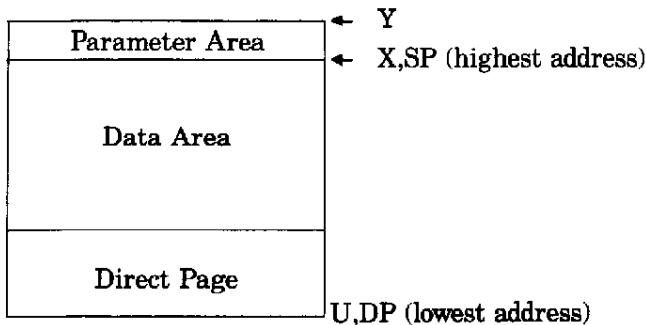 Y
Parameter Area
X,SP (highest address)
Data Area
Direct Page
U,DP (lowest address)